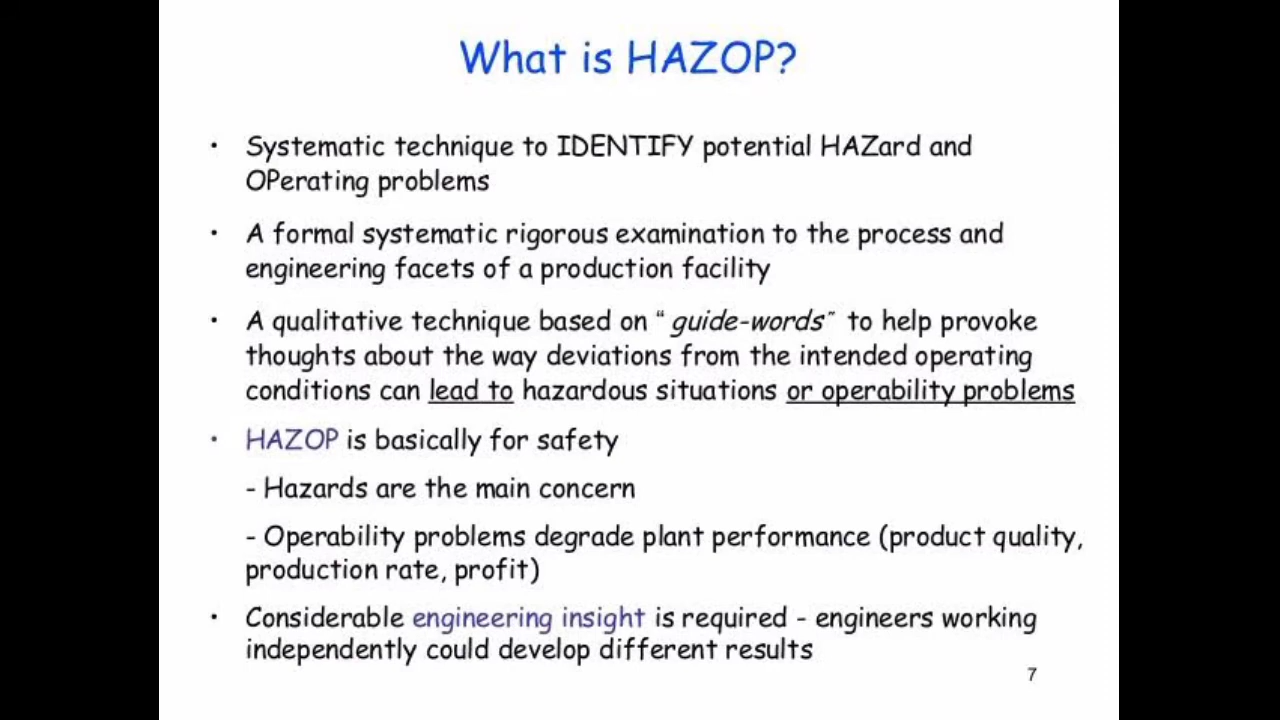 What is HAZOP?
• Systematic technique to IDENTIFY potential HAZard and
OPerating problems
• A formal systematic rigorous examination to the process and
engineering facets of a production facility
• A qualitative technique based on “ guide-words” to help provoke
thoughts about the way deviations from the intended operating
conditions can lead to hazardous situations or operability problems
• HAZOP is basically for safety
- Hazards are the main concern
- Operability problems degrade plant performance (product quality,
production rate, profit)
• Considerable engineering insight is required - engineers working
independently could develop different results
7